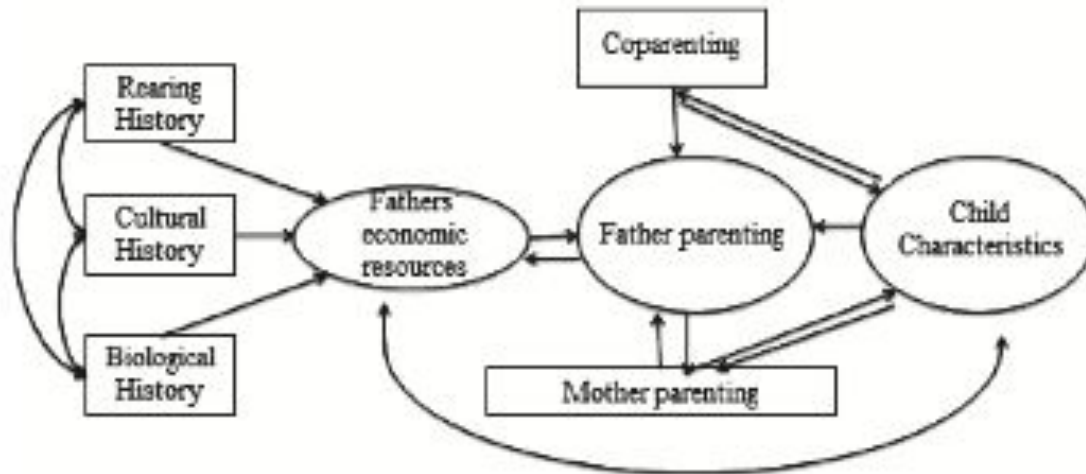 Coparenting
Rearing
History
Cultural
History
Biological
History
Fathers
economic
resources
Father parenting
Child
Characteristics
Mother parenting